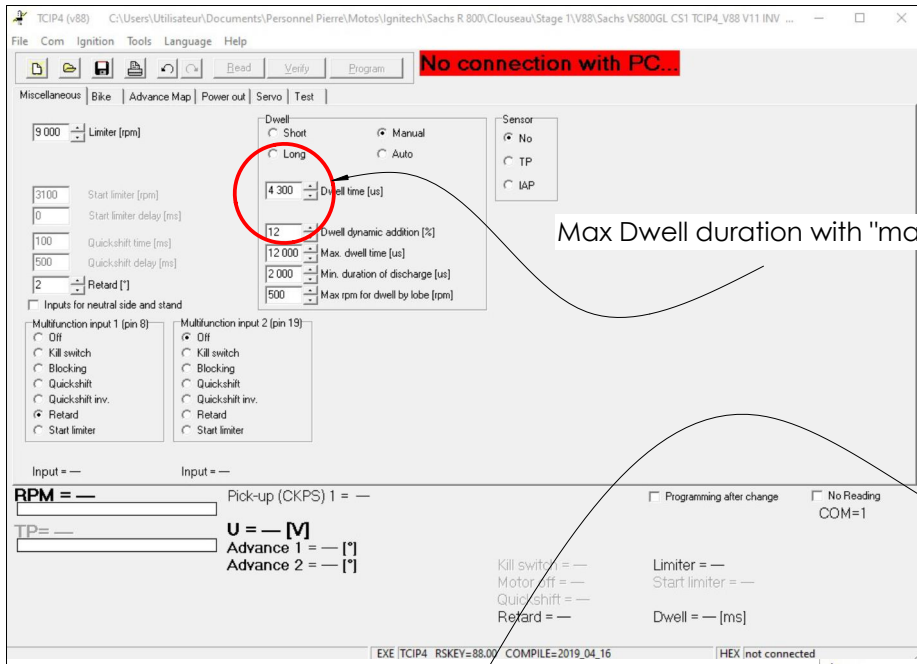 TCIP4 (v88) C:\Users\Utilisateur\Documents\Personnel Pierre\Motos\Ignitech\Sachs R 800\Clouseau\Stage 1\V88\Sachs VS800GL CS1 TCIP4_V88 V11 INV ...
File Com Ignition Tools Language Help
Read Verify Program No connection with PC...
Miscellaneous Bike Advance Map Power out Servo Test
9 000 Limiter [rpm]
3100 Start limiter [rpm]
0 Start limiter delay [ms]
100 Quickshift time [ms]
500 Quickshift delay [ms]
2 Retard [°]
Inputs for neutral side and stand
Dwell
Short Manual
Long Auto
4 300 Dwell time [us]
12 Dwell dynamic addition [%]
12 000 Max. dwell time [us]
2 000 Min. duration of discharge [us]
500 Max rpm for dwell by lobe [rpm]
Sensor
No
TP
IAP
Max Dwell duration with "ma
Multifunction input 1 (pin 8)
Off
Kill switch
Blocking
Quickshift
Quickshift inv.
Retard
Start limiter
Multifunction input 2 (pin 19)
Off
Kill switch
Blocking
Quickshift
Quickshift inv.
Retard
Start limiter
Input = — Input = —
RPM = — Pick-up (CKPS) 1 = —
TP= — U = — [V]
Advance 1 = — [°]
Advance 2 = — [°]
Programming after change No Reading
COM=1
Kill switch = — Limiter = —
Motor off = — Start limiter = —
Quickshift = —
Retard = — Dwell = — [ms]
EXE TCIP4 RSKEY=88.00 COMPILE=2019_04_16 HEX not connected